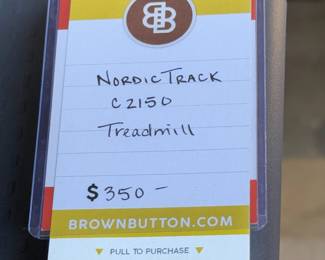 NORDICTRACK
C2150
Treadmill
$350-
BROWNBUTTON.COM
▼ PULL TO PURCHASE ▼